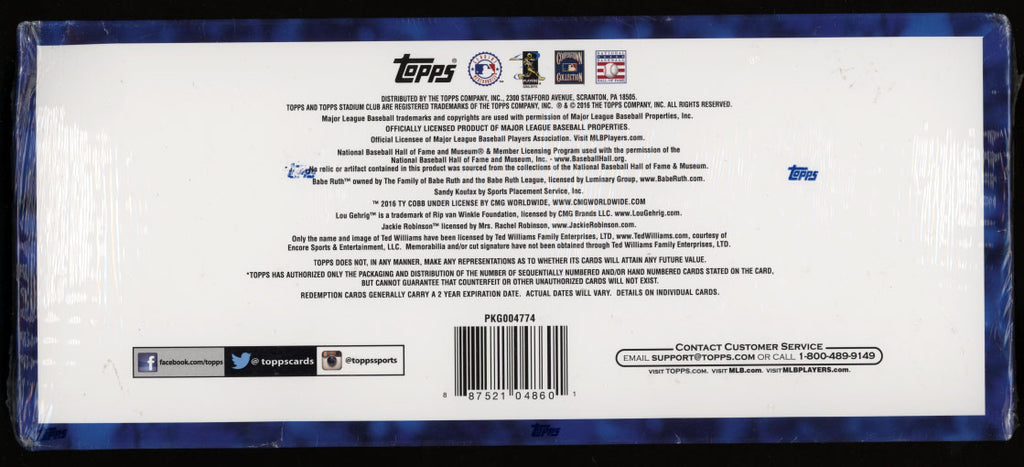 Topps®
DISTRIBUTED BY THE TOPPS COMPANY, INC., 2300 STAFFORD AVENUE, SCRANTON, PA 18505.
TOPPS AND TOPPS STADIUM CLUB ARE REGISTERED TRADEMARKS OF THE TOPPS COMPANY, INC. ® & © 2016 THE TOPPS COMPANY, INC. ALL RIGHTS RESERVED.
Major League Baseball trademarks and copyrights are used with permission of Major League Baseball Properties, Inc.
OFFICIALLY LICENSED PRODUCT OF MAJOR LEAGUE BASEBALL PROPERTIES.
Official Licensee of Major League Baseball Players Association. Visit MLBPlayers.com.
National Baseball Hall of Fame and Museum® & Member Licensing Program used with the permission of the
National Baseball Hall of Fame and Museum, Inc. - www.BaseballHall.org.
relic or artifact contained in this product was sourced from the collections of the National Baseball Hall of Fame & Museum.
Topps
Topps
Babe Ruth™ owned by The Family of Babe Ruth and the Babe Ruth League, licensed by Luminary Group, www.BabeRuth.com.
Sandy Koufax by Sports Placement Service, Inc.
™ 2016 TY COBB UNDER LICENSE BY CMG WORLDWIDE, WWW.CMGWORLDWIDE.COM
Lou Gehrig™ is a trademark of Rip van Winkle Foundation, licensed by CMG Brands LLC. www.LouGehrig.com.
Jackie Robinson™ licensed by Mrs. Rachel Robinson, www.JackieRobinson.com.
Only the name and image of Ted Williams have been licensed by Ted Williams Family Enterprises, LTD, www.TedWilliams.com, courtesy of
Encore Sports & Entertainment, LLC. Memorabilia and/or cut signature have not been obtained through Ted Williams Family Enterprises, LTD.
TOPPS DOES NOT, IN ANY MANNER, MAKE ANY REPRESENTATIONS AS TO WHETHER ITS CARDS WILL ATTAIN ANY FUTURE VALUE.
*TOPPS HAS AUTHORIZED ONLY THE PACKAGING AND DISTRIBUTION OF THE NUMBER OF SEQUENTIALLY NUMBERED AND/OR HAND NUMBERED CARDS STATED ON THE CARD,
BUT CANNOT GUARANTEE THAT COUNTERFEIT OR OTHER UNAUTHORIZED CARDS WILL NOT EXIST.
REDEMPTION CARDS GENERALLY CARRY A 2 YEAR EXPIRATION DATE. ACTUAL DATES WILL VARY. DETAILS ON INDIVIDUAL CARDS.
PKG004774
8 87521 04860 1
facebook.com/topps
@toppscards
@toppssports
CONTACT CUSTOMER SERVICE
EMAIL SUPPORT@TOPPS.COM OR CALL 1-800-489-9149
VISIT TOPPS.COM. VISIT MLB.com. VISIT MLBPLAYERS.com.
Topps
Topps